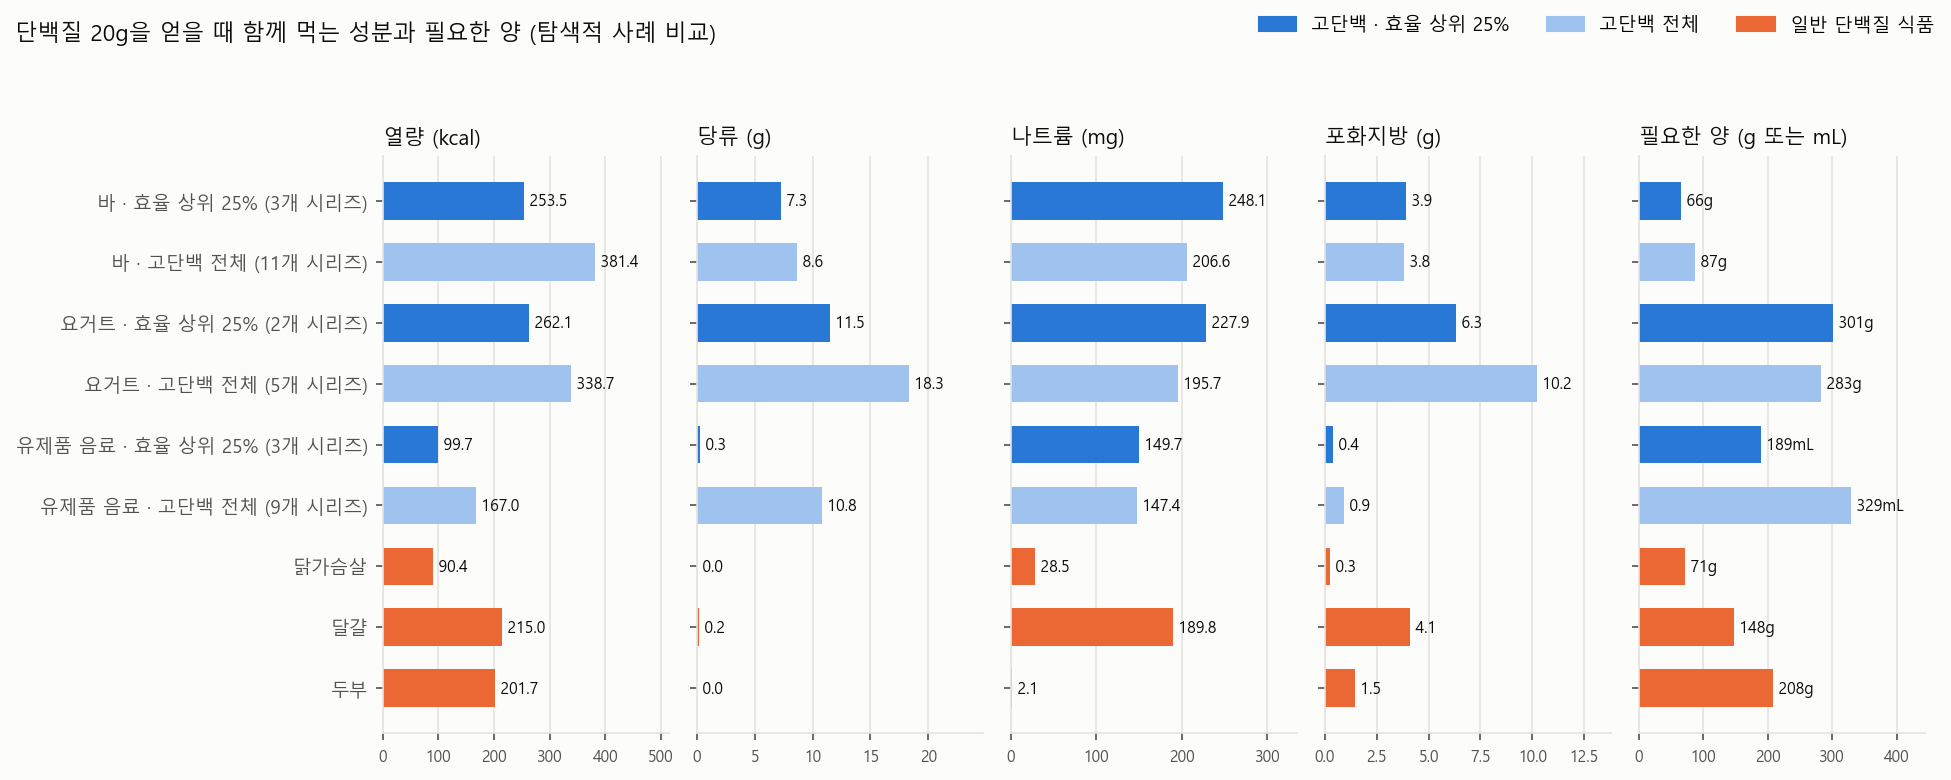 단백질 20g을 얻을 때 함께 먹는 성분과 필요한 양 (탐색적 사례 비교)
고단백 · 효율 상위 25% 고단백 전체 일반 단백질 식품
열량 (kcal) 당류 (g) 나트륨 (mg) 포화지방 (g) 필요한 양 (g 또는 mL)
바 · 효율 상위 25% (3개 시리즈) 253.5 7.3 248.1 3.9 66g
바 · 고단백 전체 (11개 시리즈) 381.4 8.6 206.6 3.8 87g
요거트 · 효율 상위 25% (2개 시리즈) 262.1 11.5 227.9 6.3 301g
요거트 · 고단백 전체 (5개 시리즈) 338.7 18.3 195.7 10.2 283g
유제품 음료 · 효율 상위 25% (3개 시리즈) 99.7 0.3 149.7 0.4 189mL
유제품 음료 · 고단백 전체 (9개 시리즈) 167.0 10.8 147.4 0.9 329mL
닭가슴살 90.4 0.0 28.5 0.3 71g
달걀 215.0 0.2 189.8 4.1 148g
두부 201.7 0.0 2.1 1.5 208g
0 100 200 300 400 500 0 5 10 15 20 0 100 200 300 0.0 2.5 5.0 7.5 10.0 12.5 0 100 200 300 400